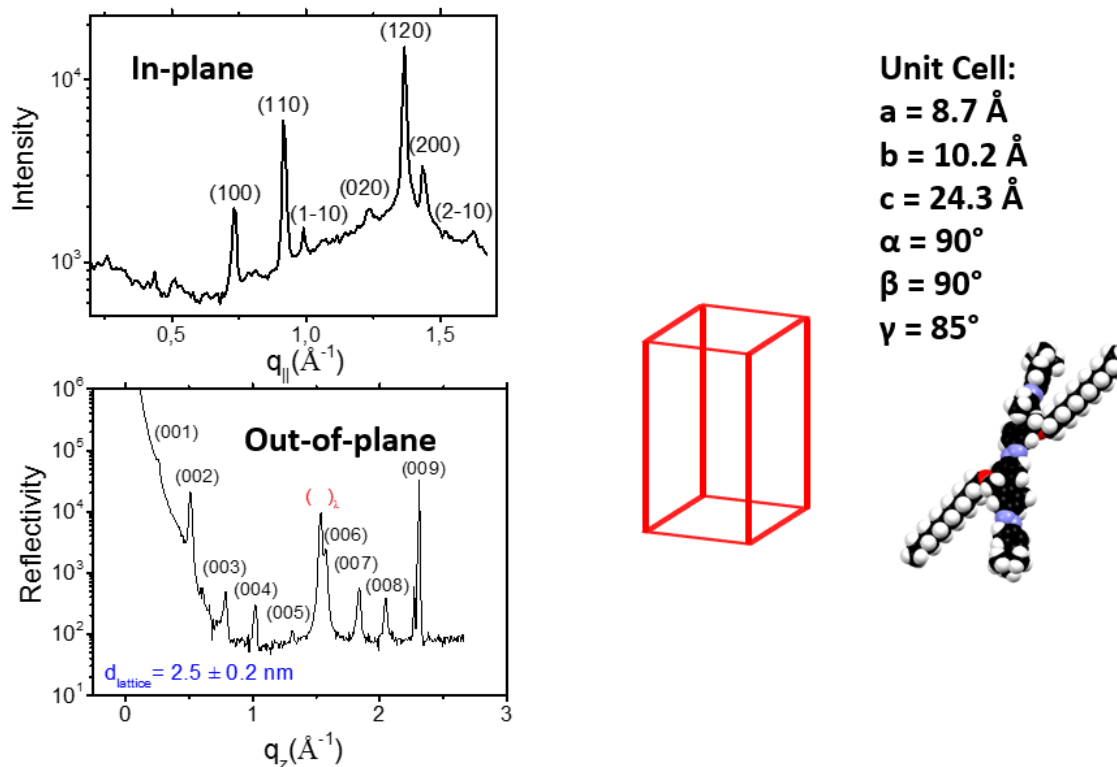 In-plane
(100)
(110)
(1-10)
(020)
(120)
(200)
(2-10)
10⁴
10³
Intensity
0,5
1,0
1,5
q||(Å⁻¹)
Out-of-plane
(001)
(002)
(003)
(004)
(005)
( )λ
(006)
(007)
(008)
(009)
10⁶
10⁵
10⁴
10³
10²
10¹
Reflectivity
dlattice= 2.5 ± 0.2 nm
0
1
2
3
qz(Å⁻¹)
Unit Cell:
a = 8.7 Å
b = 10.2 Å
c = 24.3 Å
α = 90°
β = 90°
γ = 85°